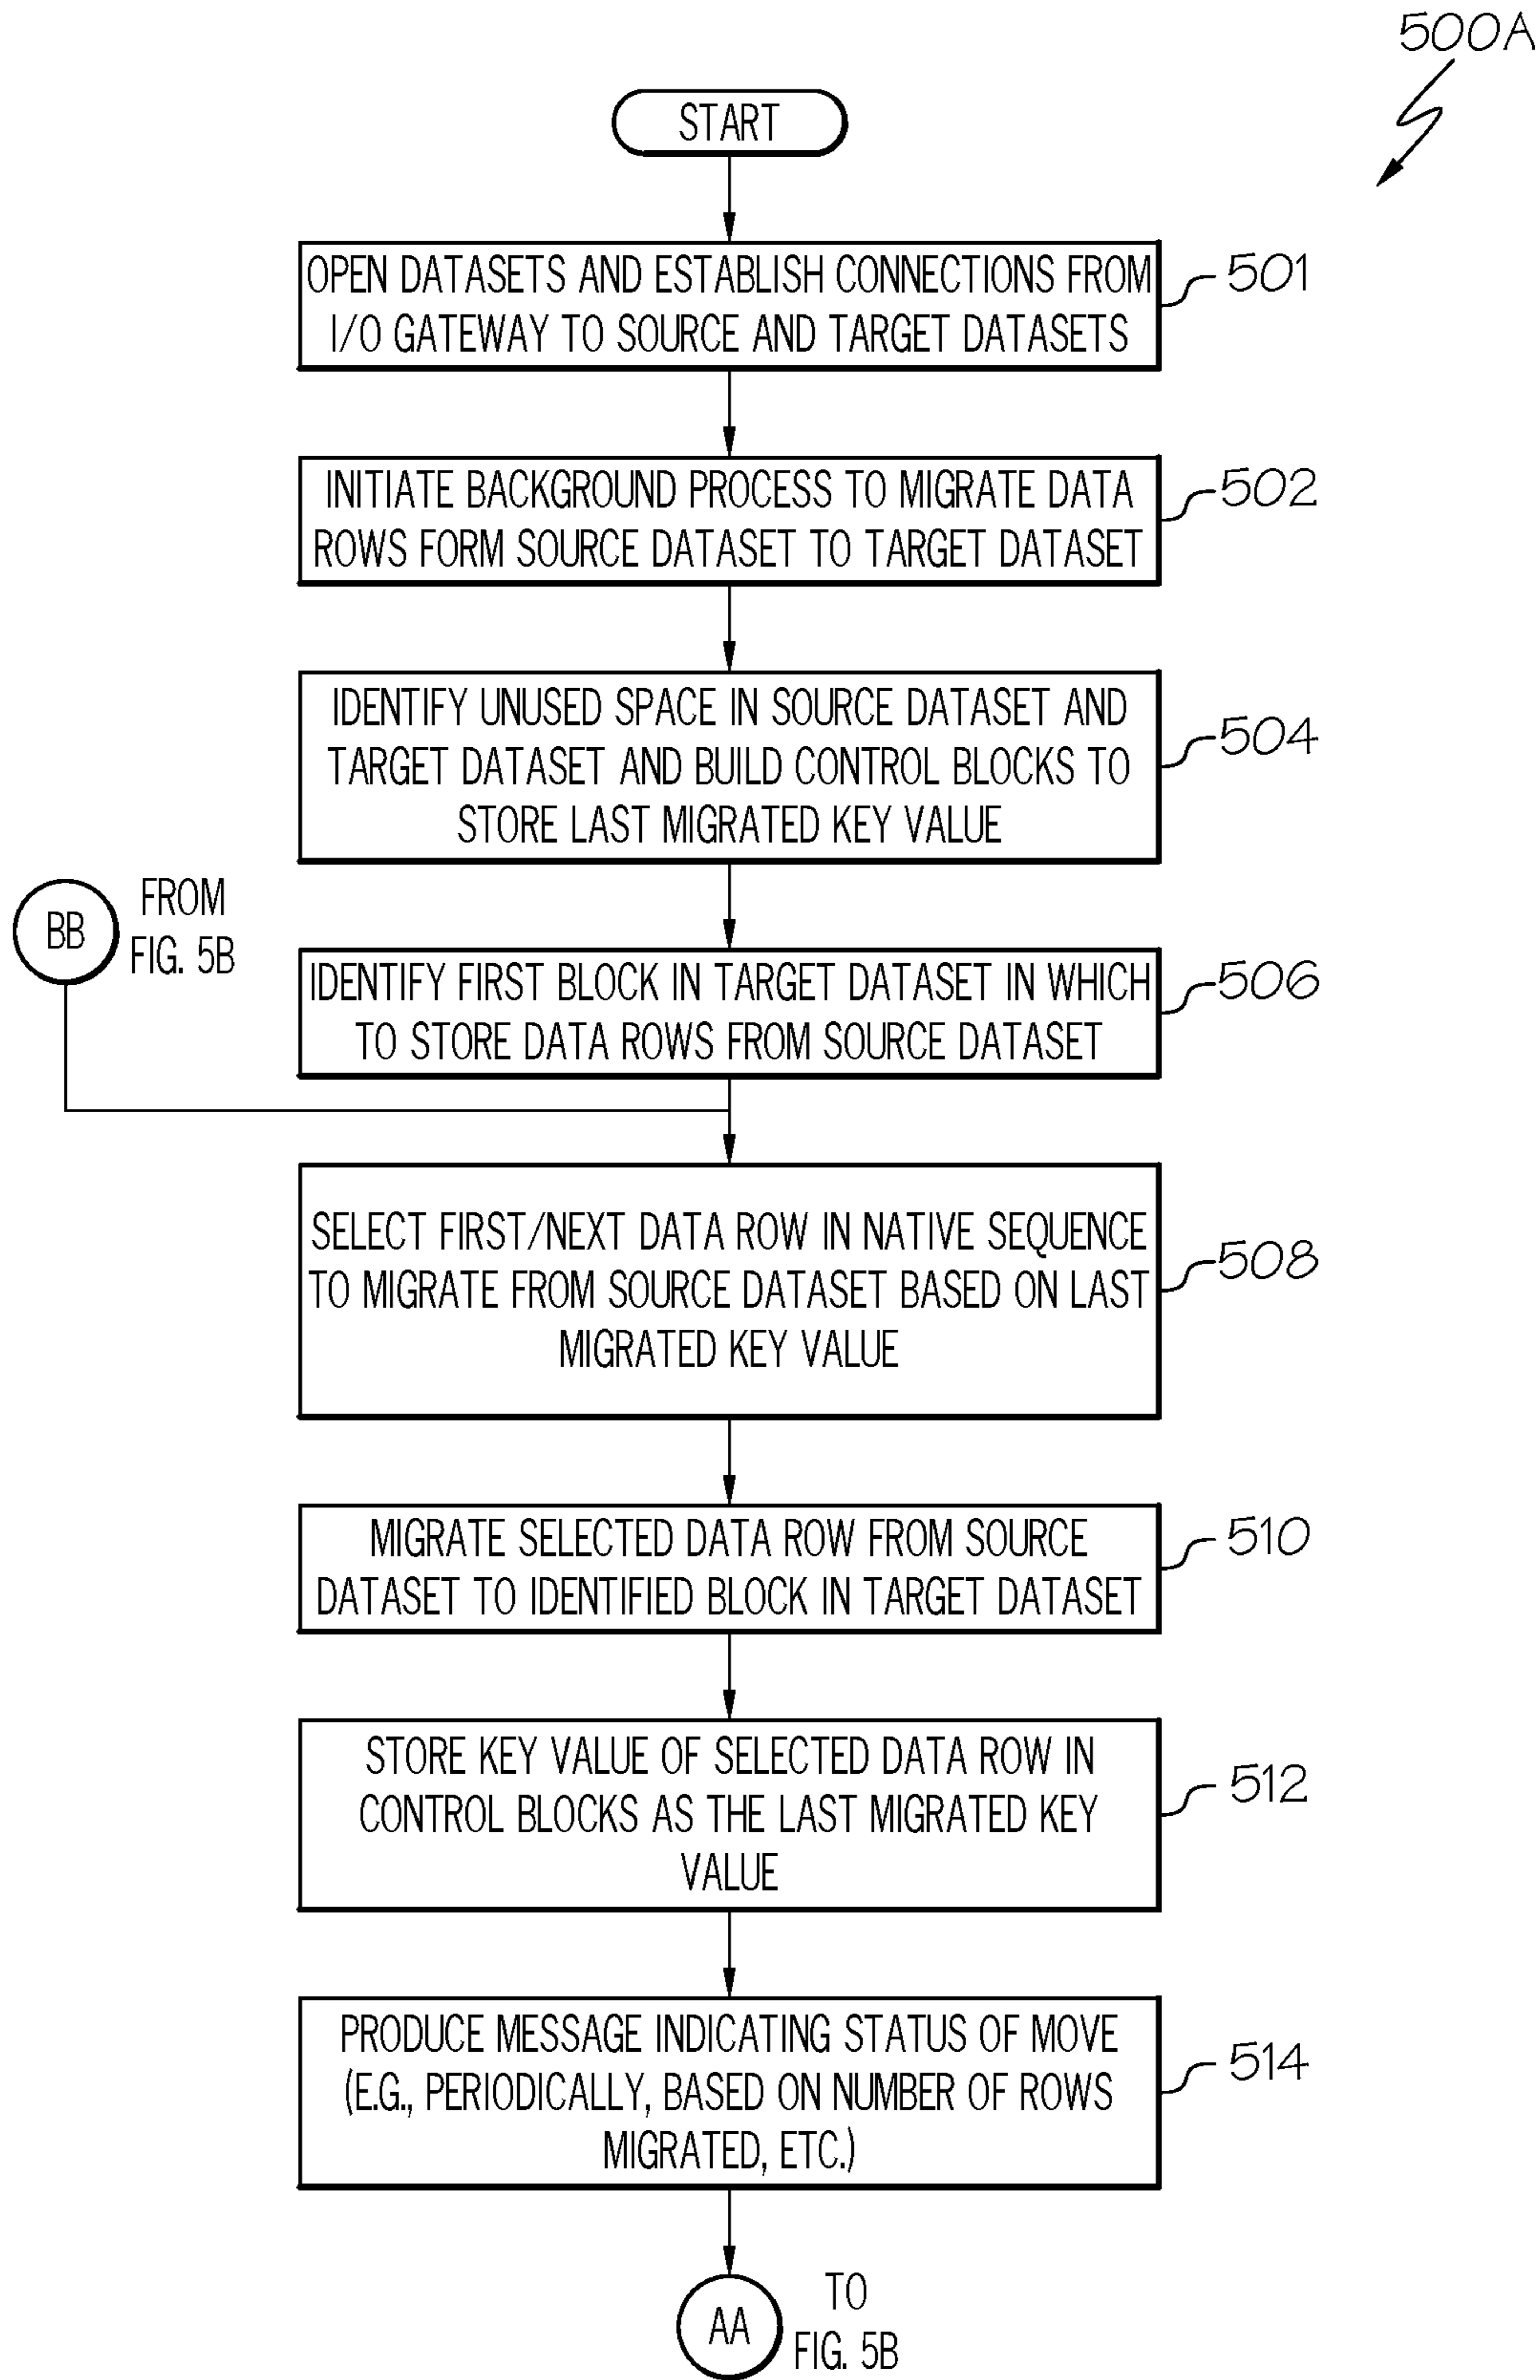 500A
START
OPEN DATASETS AND ESTABLISH CONNECTIONS FROM
I/O GATEWAY TO SOURCE AND TARGET DATASETS
501
INITIATE BACKGROUND PROCESS TO MIGRATE DATA
ROWS FORM SOURCE DATASET TO TARGET DATASET
502
IDENTIFY UNUSED SPACE IN SOURCE DATASET AND
TARGET DATASET AND BUILD CONTROL BLOCKS TO
STORE LAST MIGRATED KEY VALUE
504
BB
FROM
FIG. 5B
IDENTIFY FIRST BLOCK IN TARGET DATASET IN WHICH
TO STORE DATA ROWS FROM SOURCE DATASET
506
SELECT FIRST/NEXT DATA ROW IN NATIVE SEQUENCE
TO MIGRATE FROM SOURCE DATASET BASED ON LAST
MIGRATED KEY VALUE
508
MIGRATE SELECTED DATA ROW FROM SOURCE
DATASET TO IDENTIFIED BLOCK IN TARGET DATASET
510
STORE KEY VALUE OF SELECTED DATA ROW IN
CONTROL BLOCKS AS THE LAST MIGRATED KEY
VALUE
512
PRODUCE MESSAGE INDICATING STATUS OF MOVE
(E.G., PERIODICALLY, BASED ON NUMBER OF ROWS
MIGRATED, ETC.)
514
AA
TO
FIG. 5B